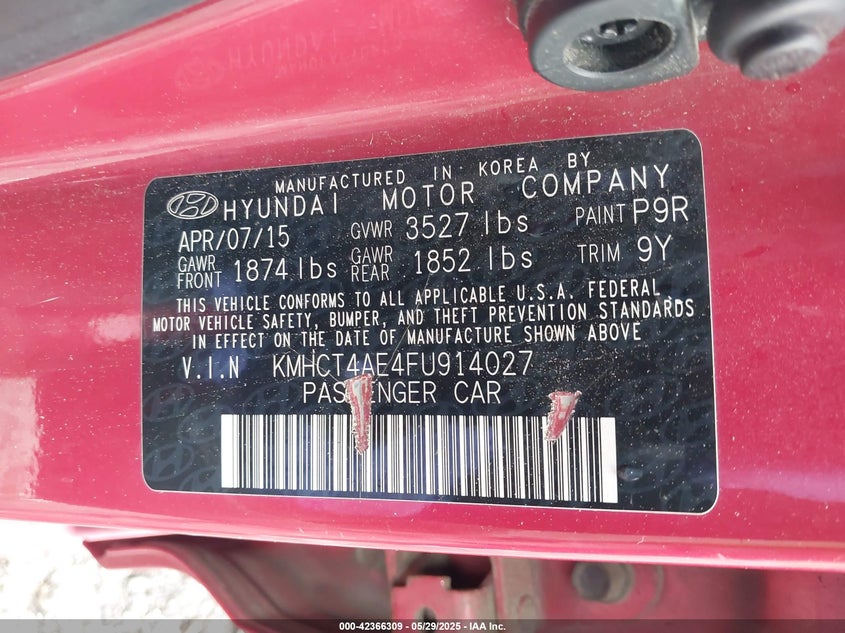 MANUFACTURED IN KOREA BY
HYUNDAI MOTOR COMPANY
APR/07/15 GVWR 3527 lbs PAINT P9R
GAWR FRONT 1874 lbs GAWR REAR 1852 lbs TRIM 9Y
THIS VEHICLE CONFORMS TO ALL APPLICABLE U.S.A. FEDERAL
MOTOR VEHICLE SAFETY, BUMPER, AND THEFT PREVENTION STANDARDS
IN EFFECT ON THE DATE OF MANUFACTURE SHOWN ABOVE
V.I.N KMHCT4AE4FU914027
PASSENGER CAR
000-42366309 - 05/29/2025 - IAA Inc.